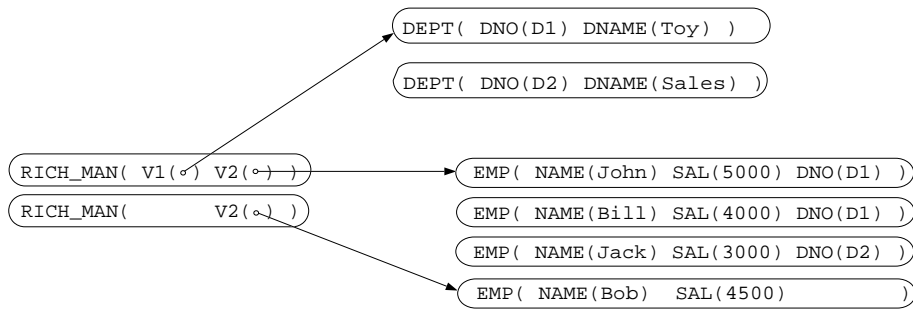 DEPT( DNO(D1) DNAME(Toy) )
DEPT( DNO(D2) DNAME(Sales) )
RICH_MAN( V1( ) V2( ) )
EMP( NAME(John) SAL(5000) DNO(D1) )
RICH_MAN( V2( ) )
EMP( NAME(Bill) SAL(4000) DNO(D1) )
EMP( NAME(Jack) SAL(3000) DNO(D2) )
EMP( NAME(Bob) SAL(4500) )